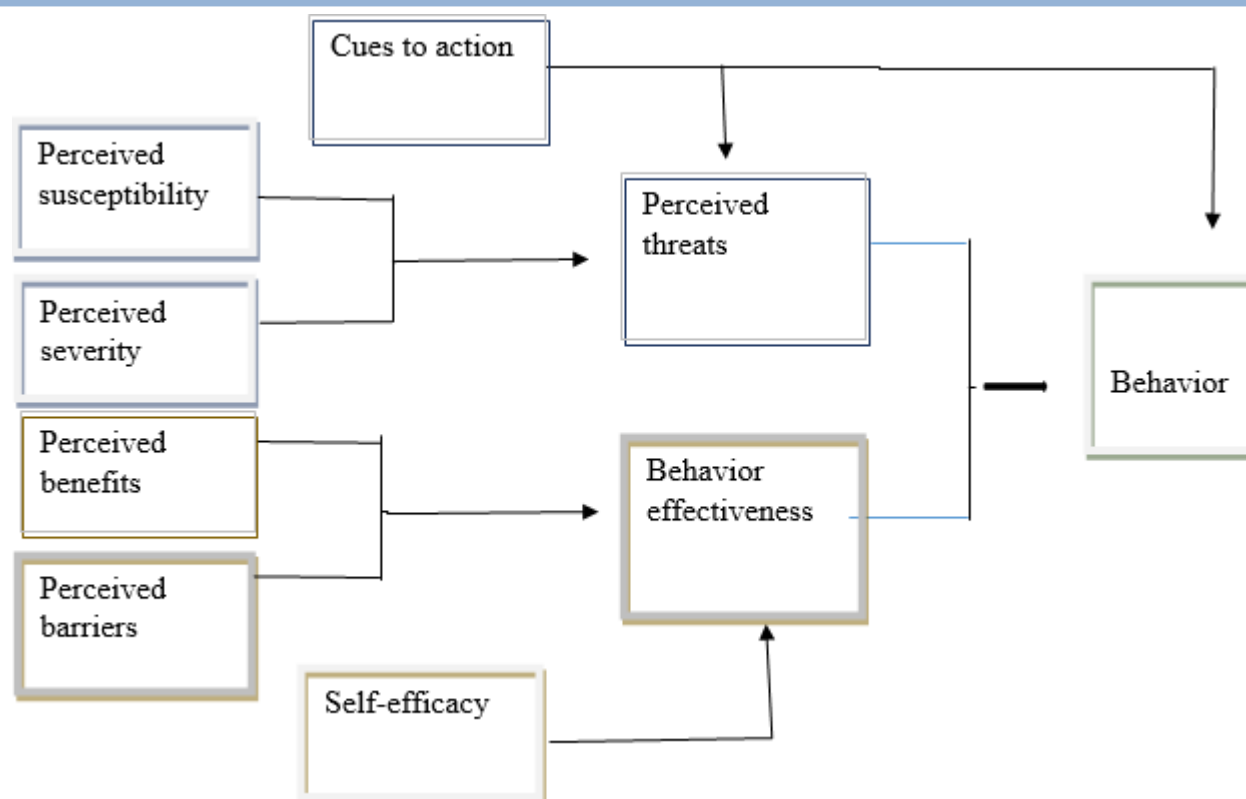 Cues to action
Perceived
susceptibility
Perceived
threats
Perceived
severity
Behavior
Perceived
benefits
Behavior
effectiveness
Perceived
barriers
Self-efficacy